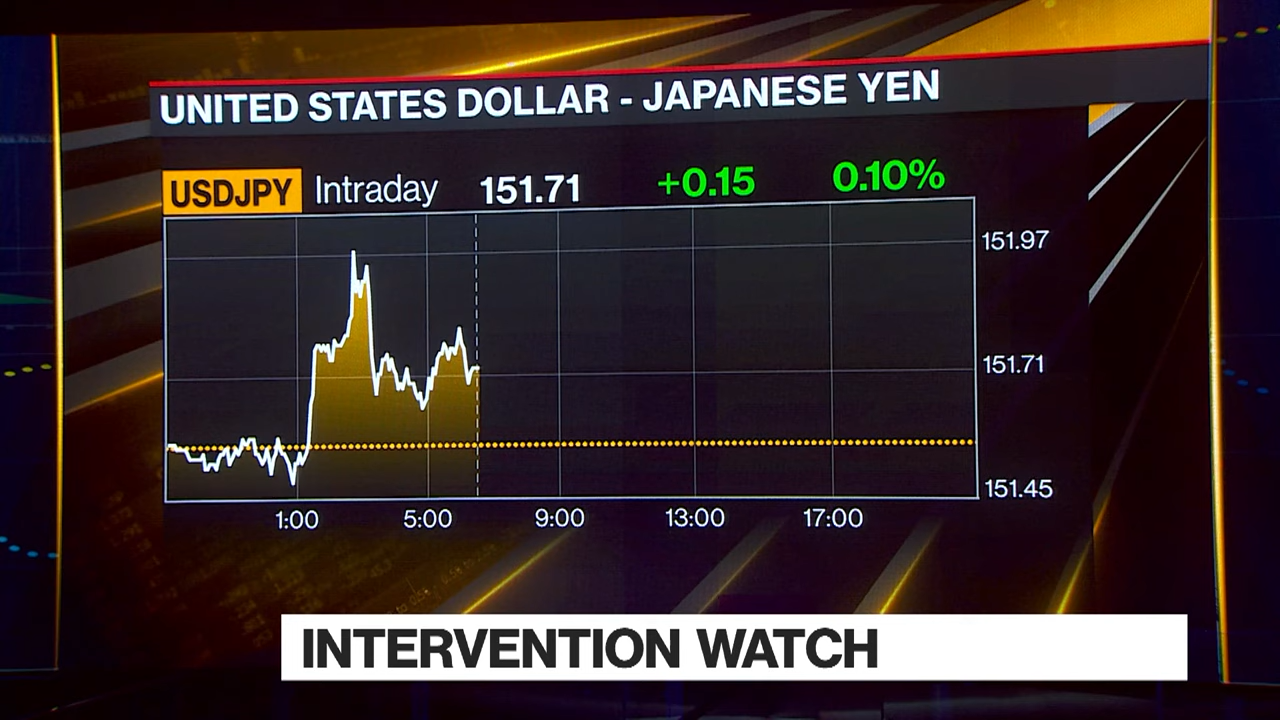 UNITED STATES DOLLAR - JAPANESE YEN
USDJPY Intraday 151.71 +0.15 0.10%
151.97
151.71
151.45
1:00 5:00 9:00 13:00 17:00
INTERVENTION WATCH